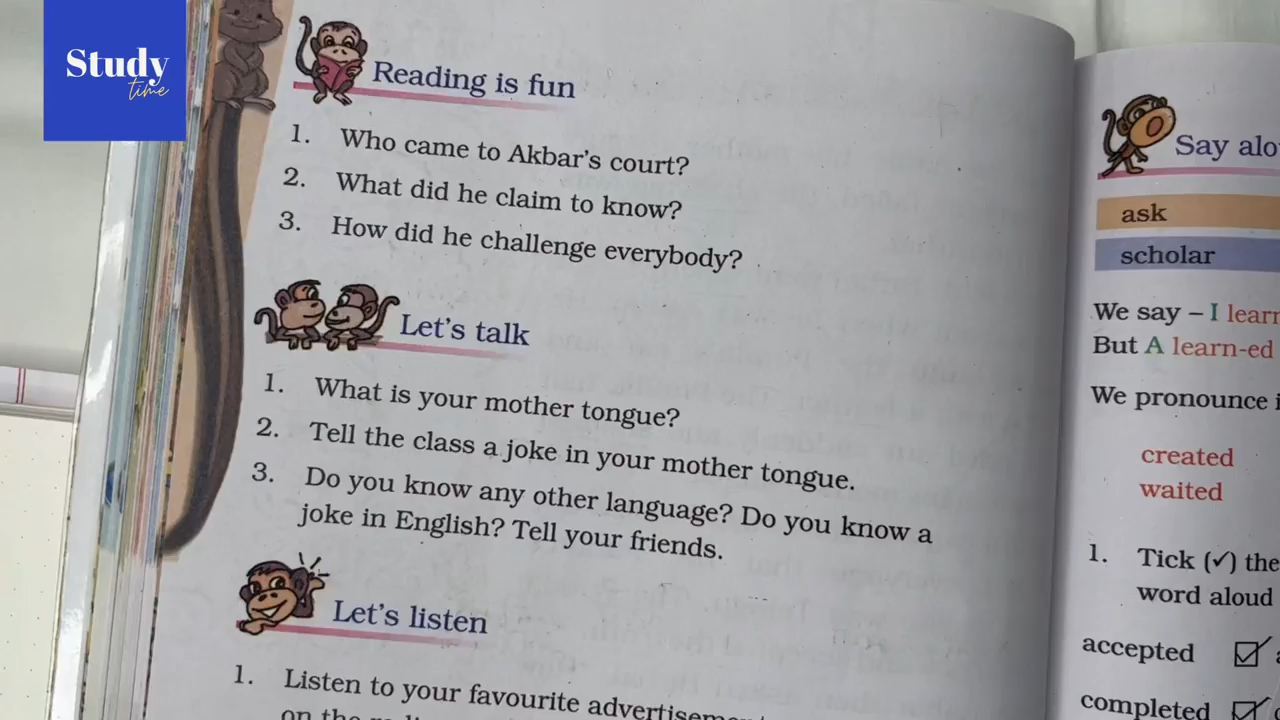 Study
time
Reading is fun
1. Who came to Akbar's court?
2. What did he claim to know?
3. How did he challenge everybody?
Let's talk
1. What is your mother tongue?
2. Tell the class a joke in your mother tongue.
3. Do you know any other language? Do you know a
joke in English? Tell your friends.
Let's listen
1. Listen to your favourite
on the
Say
ask
scholar
We say – I learn
But A learn-ed
We pronounce
created
waited
1. Tick (✓) the
word aloud
accepted ☑
completed ☑